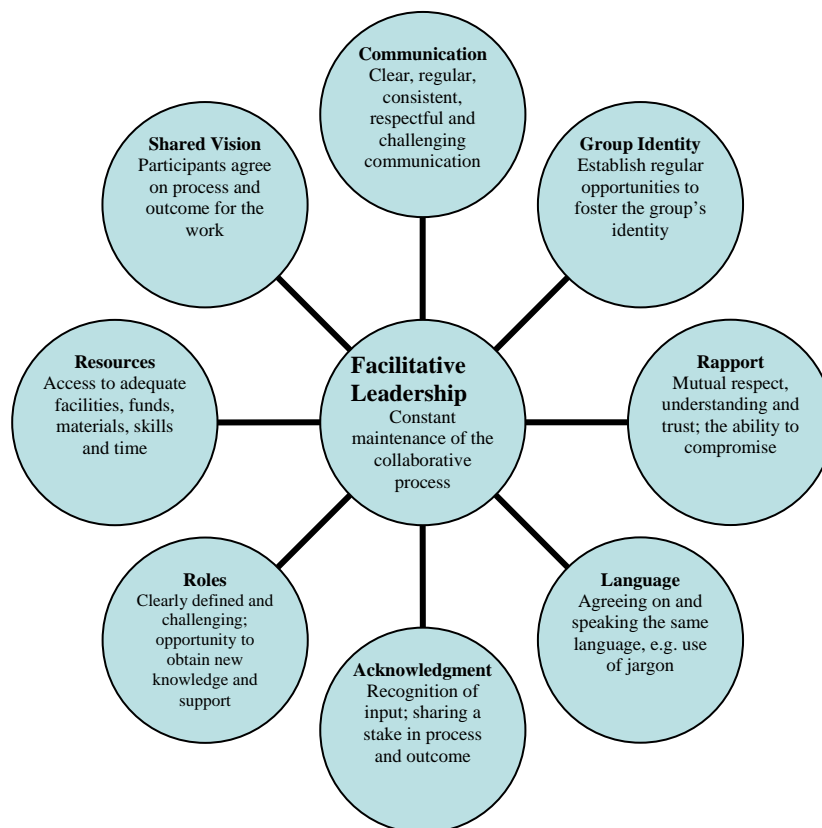 Communication
Clear, regular,
consistent,
respectful and
challenging
communication
Shared Vision
Participants agree
on process and
outcome for the
work
Group Identity
Establish regular
opportunities to
foster the group’s
identity
Resources
Access to adequate
facilities, funds,
materials, skills
and time
Facilitative
Leadership
Constant
maintenance of the
collaborative
process
Rapport
Mutual respect,
understanding and
trust; the ability to
compromise
Roles
Clearly defined and
challenging;
opportunity to
obtain new
knowledge and
support
Acknowledgment
Recognition of
input; sharing a
stake in process
and outcome
Language
Agreeing on and
speaking the same
language, e.g. use
of jargon